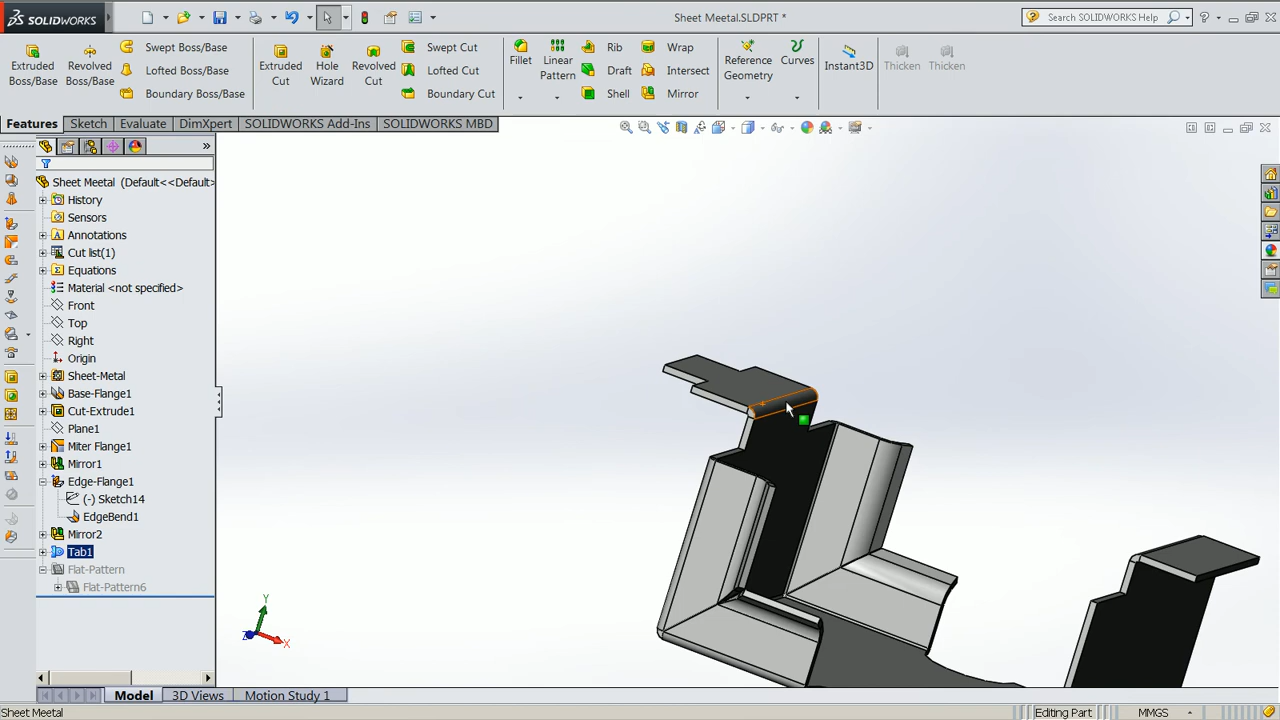 SOLIDWORKS
Sheet Meetal.SLDPRT *
Search SOLIDWORKS Help
Extruded Boss/Base
Revolved Boss/Base
Swept Boss/Base
Lofted Boss/Base
Boundary Boss/Base
Extruded Cut
Hole Wizard
Revolved Cut
Swept Cut
Lofted Cut
Boundary Cut
Fillet
Linear Pattern
Rib
Draft
Shell
Wrap
Intersect
Mirror
Reference Geometry
Curves
Instant3D
Thicken
Thicken
Features
Sketch
Evaluate
DimXpert
SOLIDWORKS Add-Ins
SOLIDWORKS MBD
Sheet Meetal (Default<<Default>
History
Sensors
Annotations
Cut list(1)
Equations
Material <not specified>
Front
Top
Right
Origin
Sheet-Metal
Base-Flange1
Cut-Extrude1
Plane1
Miter Flange1
Mirror1
Edge-Flange1
(-) Sketch14
EdgeBend1
Mirror2
Tab1
Flat-Pattern
Flat-Pattern6
Y
Z
X
Model
3D Views
Motion Study 1
Sheet Meetal
Editing Part
MMGS